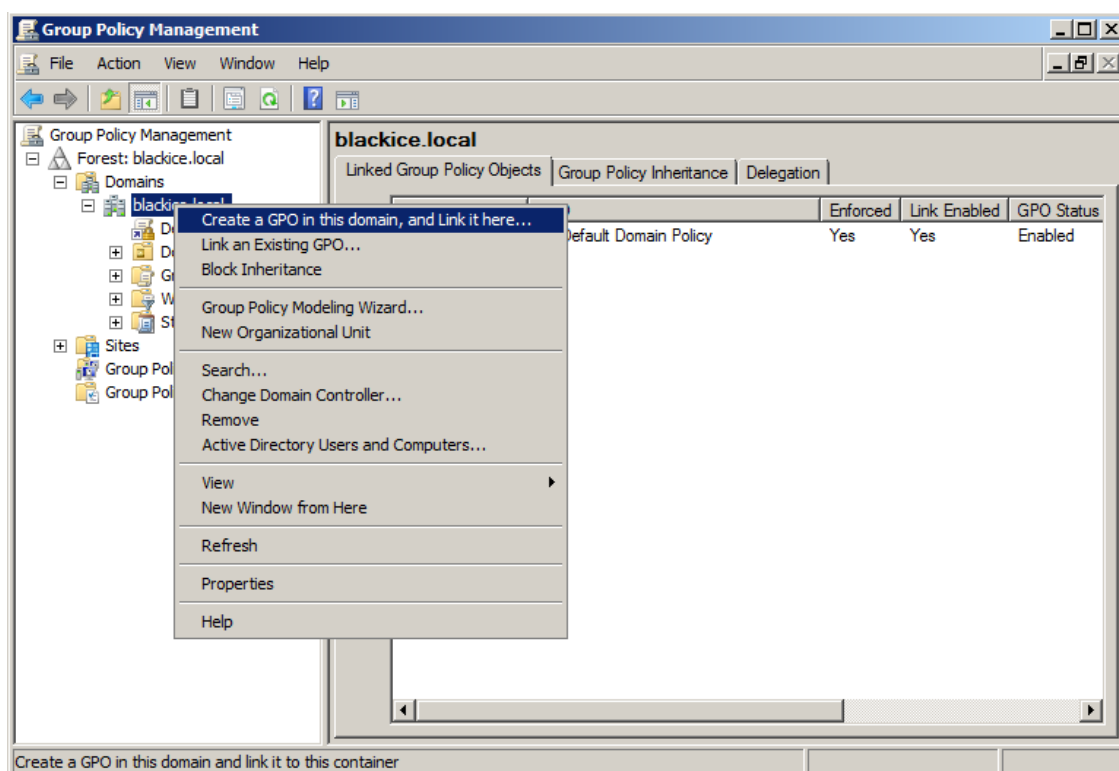 Group Policy Management
File Action View Window Help
Group Policy Management
Forest: blackice.local
Domains
Sites
blackice.local
Linked Group Policy Objects Group Policy Inheritance Delegation
Enforced Link Enabled GPO Status
Default Domain Policy Yes Yes Enabled
Create a GPO in this domain, and Link it here...
Link an Existing GPO...
Block Inheritance
Group Policy Modeling Wizard...
New Organizational Unit
Search...
Change Domain Controller...
Remove
Active Directory Users and Computers...
View
New Window from Here
Refresh
Properties
Help
Create a GPO in this domain and link it to this container